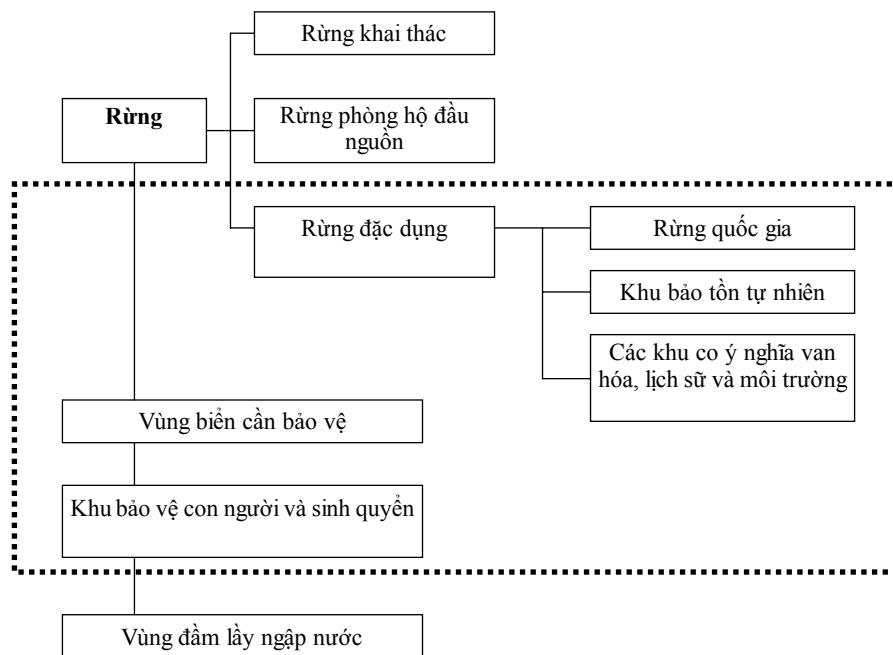 Rừng khai thác
Rừng
Rừng phòng hộ đầu
nguồn
Rừng đặc dụng
Rừng quốc gia
Khu bảo tồn tự nhiên
Các khu co ý nghĩa van
hóa, lịch sữ và môi trường
Vùng biển cần bảo vệ
Khu bảo vệ con người và sinh quyển
Vùng đầm lầy ngập nước